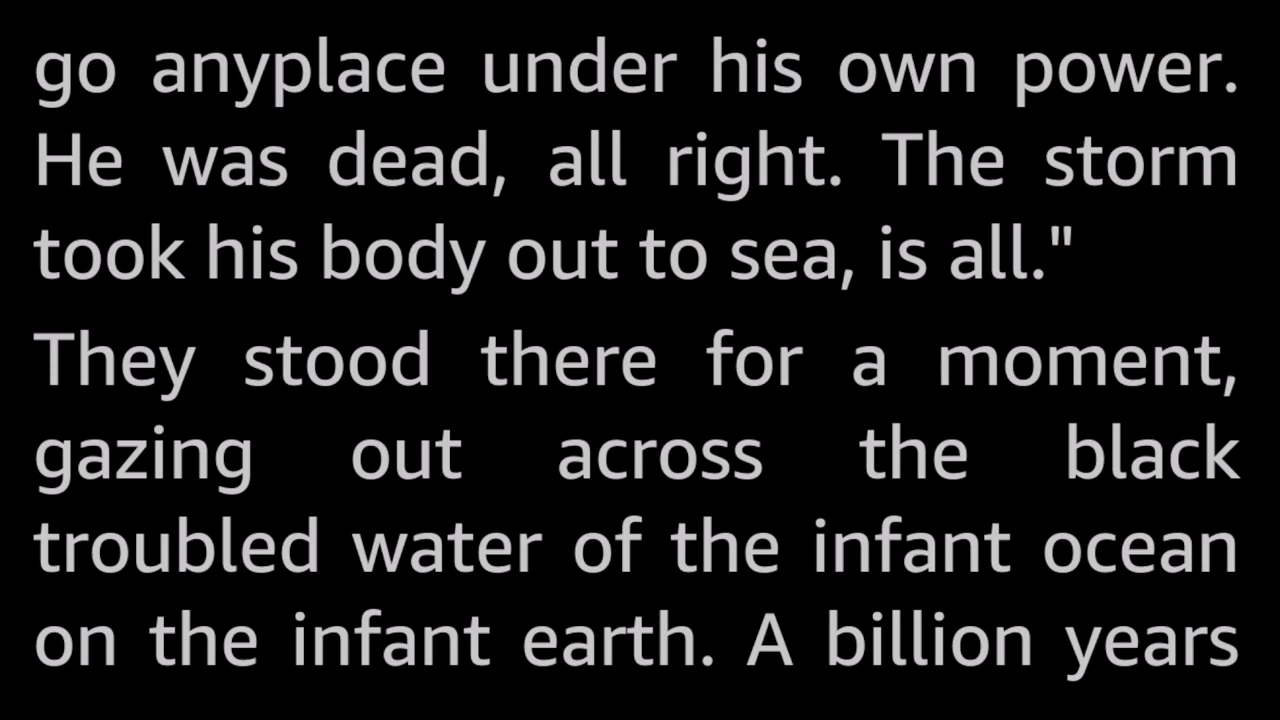 go anyplace under his own power.
He was dead, all right. The storm
took his body out to sea, is all."
They stood there for a moment,
gazing out across the black
troubled water of the infant ocean
on the infant earth. A billion years